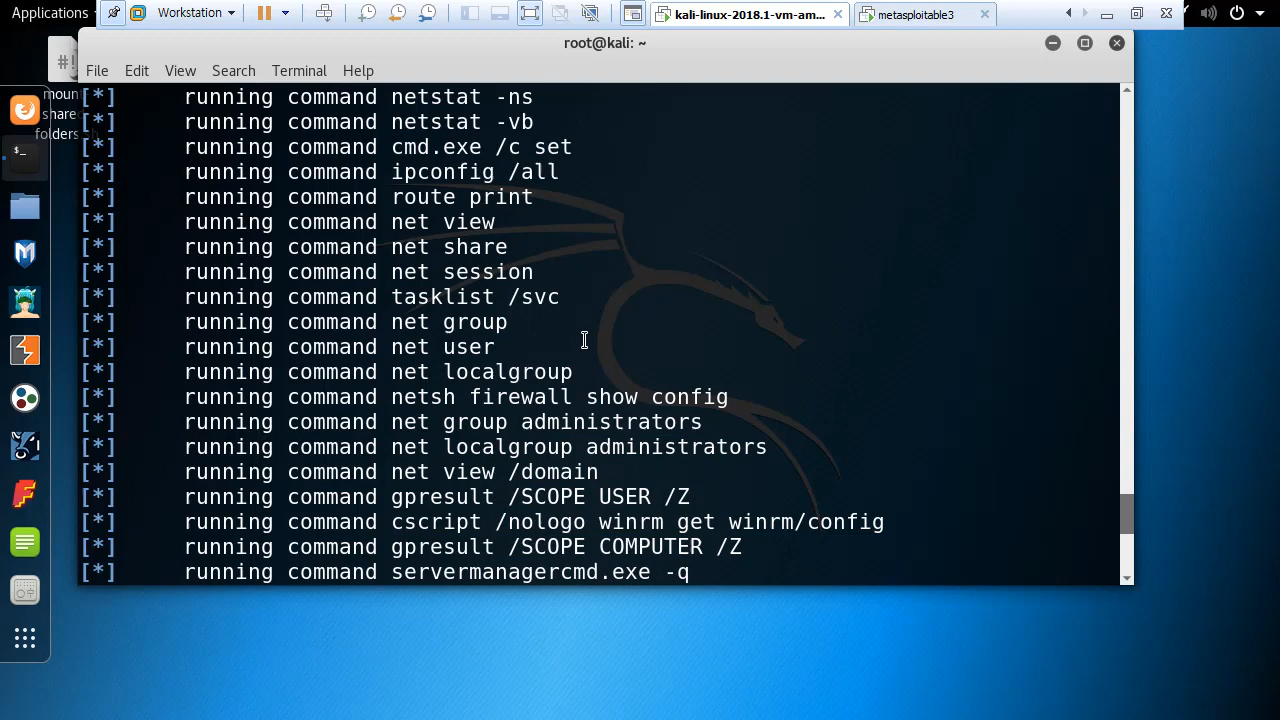 Applications
Workstation
kali-linux-2018.1-vm-am...
metasploitable3
root@kali: ~
File Edit View Search Terminal Help
moun
shared
folders.sh
[*] running command netstat -ns
[*] running command netstat -vb
[*] running command cmd.exe /c set
[*] running command ipconfig /all
[*] running command route print
[*] running command net view
[*] running command net share
[*] running command net session
[*] running command tasklist /svc
[*] running command net group
[*] running command net user
[*] running command net localgroup
[*] running command netsh firewall show config
[*] running command net group administrators
[*] running command net localgroup administrators
[*] running command net view /domain
[*] running command gpresult /SCOPE USER /Z
[*] running command cscript /nologo winrm get winrm/config
[*] running command gpresult /SCOPE COMPUTER /Z
[*] running command servermanagercmd.exe -q